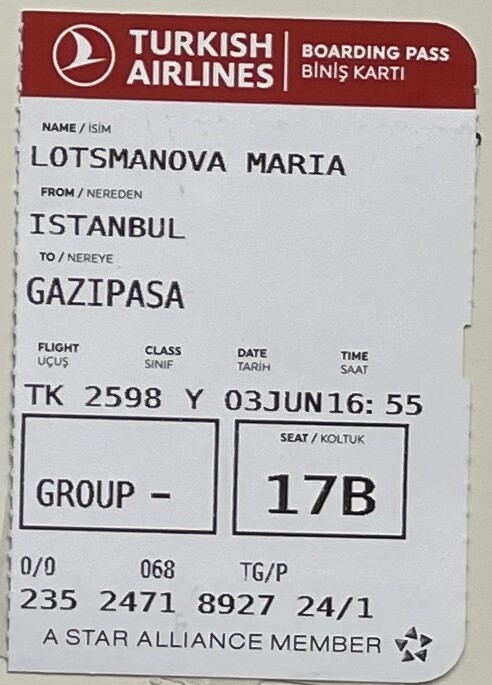 TURKISH AIRLINES
BOARDING PASS
BİNİŞ KARTI
NAME / İSİM
LOTSMANOVA MARIA
FROM / NEREDEN
ISTANBUL
TO / NEREYE
GAZIPASA
FLIGHT CLASS DATE TIME
UÇUŞ SINIF TARİH SAAT
TK 2598 Y 03JUN 16: 55
SEAT / KOLTUK
GROUP – 17B
0/0 068 TG/P
235 2471 8927 24/1
A STAR ALLIANCE MEMBER